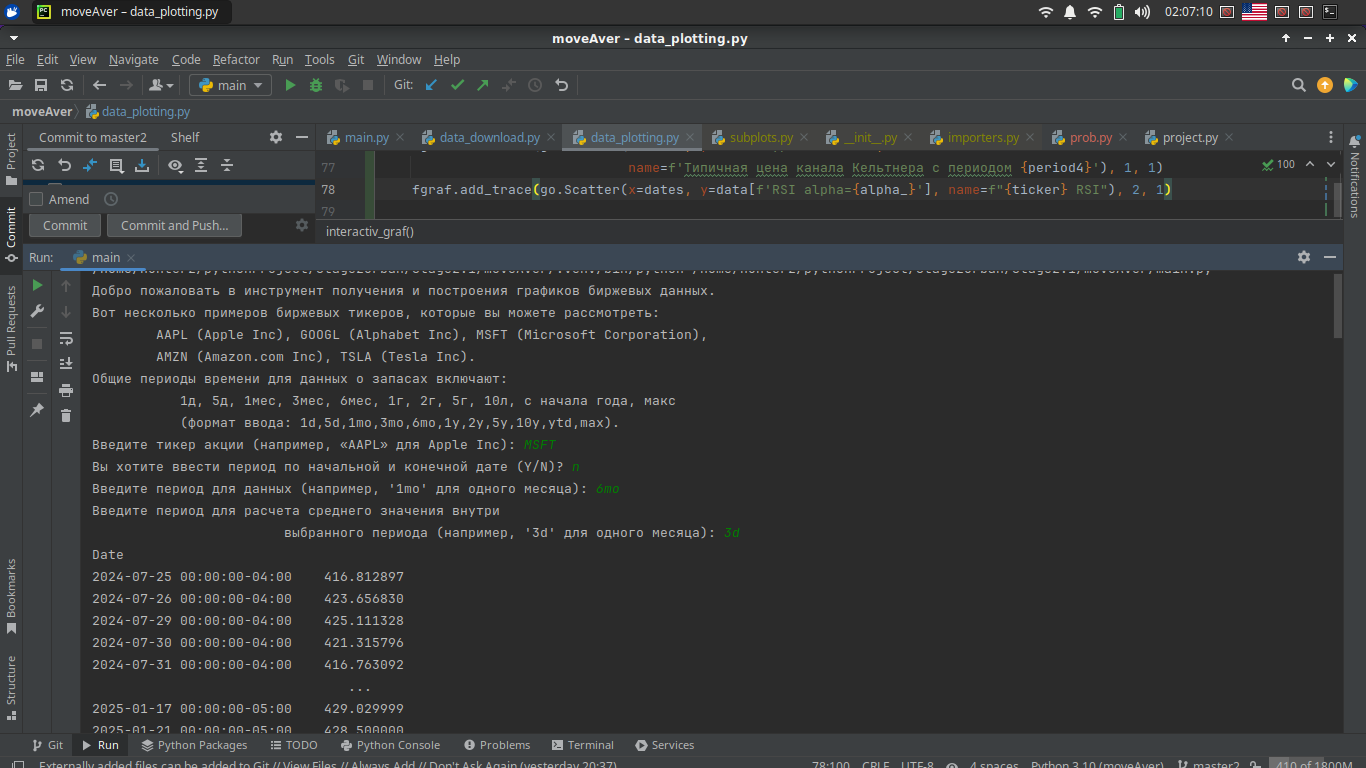 moveAver – data_plotting.py
02:07:10
moveAver – data_plotting.py
File Edit View Navigate Code Refactor Run Tools Git Window Help
main
Git:
moveAver
data_plotting.py
Project
Commit to master2
Shelf
main.py
data_download.py
data_plotting.py
subplots.py
__init__.py
importers.py
prob.py
project.py
Notifications
Amend
Commit
Commit and Push...
Commit
77 name=f'Типичная цена канала Кельтнера с периодом {period4}'), 1, 1)
100
78 fgraf.add_trace(go.Scatter(x=dates, y=data[f'RSI alpha={alpha_}'], name=f"{ticker} RSI"), 2, 1)
79
interactiv_graf()
Run:
main
Pull Requests
Добро пожаловать в инструмент получения и построения графиков биржевых данных.
Вот несколько примеров биржевых тикеров, которые вы можете рассмотреть:
AAPL (Apple Inc), GOOGL (Alphabet Inc), MSFT (Microsoft Corporation),
AMZN (Amazon.com Inc), TSLA (Tesla Inc).
Общие периоды времени для данных о запасах включают:
1д, 5д, 1мес, 3мес, 6мес, 1г, 2г, 5г, 10л, с начала года, макс
(формат ввода: 1d,5d,1mo,3mo,6mo,1y,2y,5y,10y,ytd,max).
Введите тикер акции (например, «AAPL» для Apple Inc): MSFT
Вы хотите ввести период по начальной и конечной дате (Y/N)? n
Введите период для данных (например, '1mo' для одного месяца): 6mo
Введите период для расчета среднего значения внутри
выбранного периода (например, '3d' для одного месяца): 3d
Date
2024-07-25 00:00:00-04:00 416.812897
2024-07-26 00:00:00-04:00 423.656830
2024-07-29 00:00:00-04:00 425.111328
2024-07-30 00:00:00-04:00 421.315796
2024-07-31 00:00:00-04:00 416.763092
...
2025-01-17 00:00:00-05:00 429.029999
2025-01-21 00:00:00-05:00 428.500000
Bookmarks
Structure
Git
Run
Python Packages
TODO
Python Console
Problems
Terminal
Services
Externally added files can be added to Git // View Files // Always Add // Don't Ask Again (yesterday 20:37)
78:100 CRLF UTF-8 4 spaces Python 3.10 (moveAver) master2 410 of 1800M